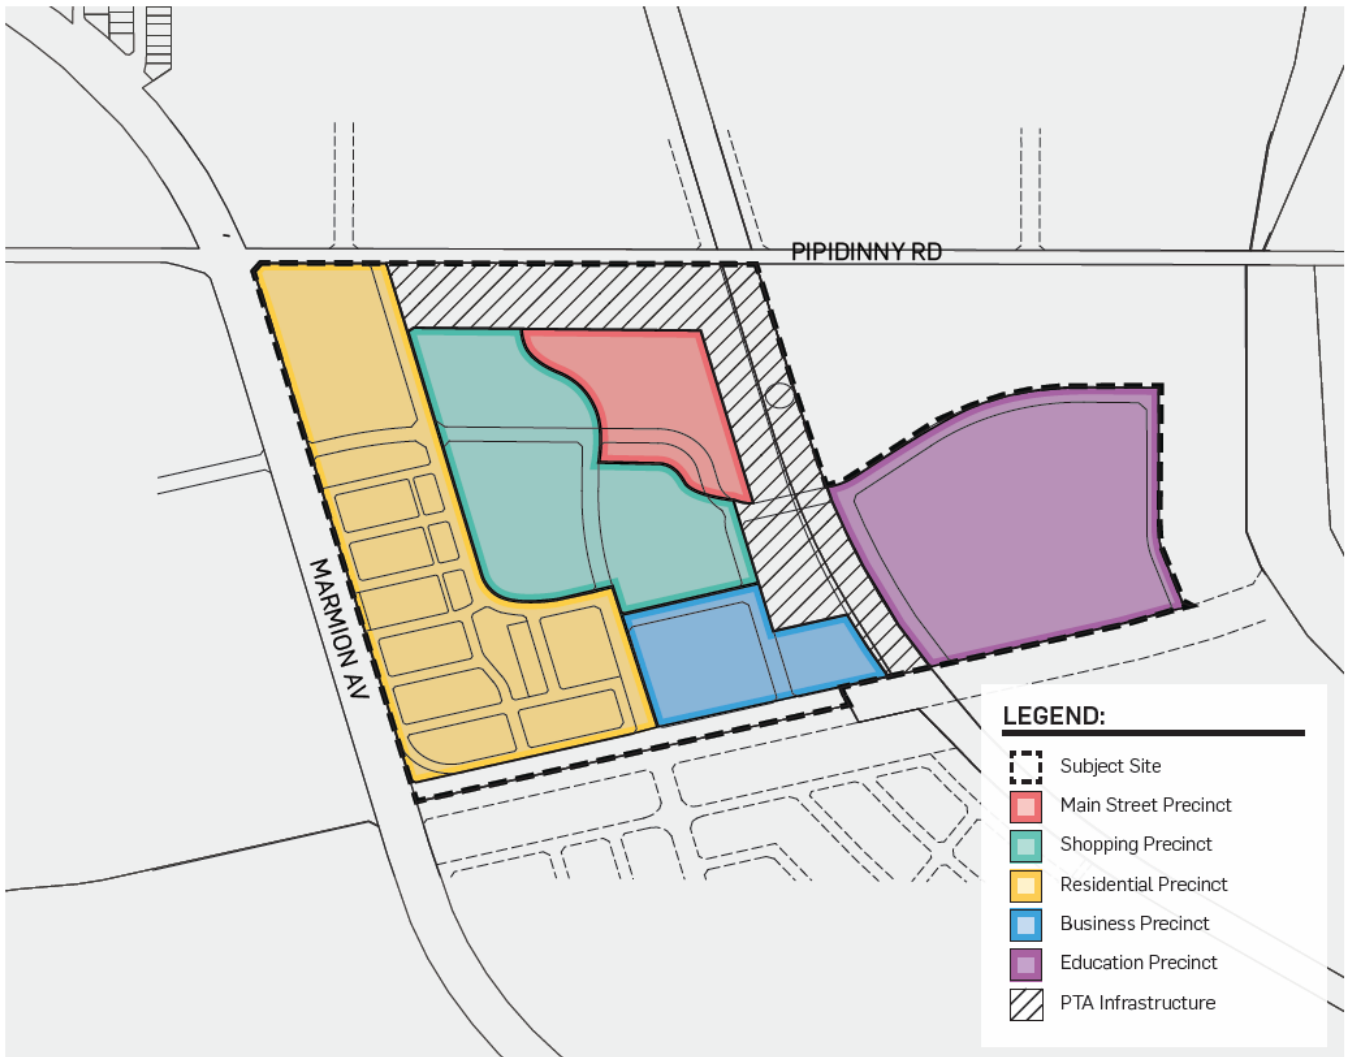 PIPIDINNY RD
MARMION AV
LEGEND:
Subject Site
Main Street Precinct
Shopping Precinct
Residential Precinct
Business Precinct
Education Precinct
PTA Infrastructure